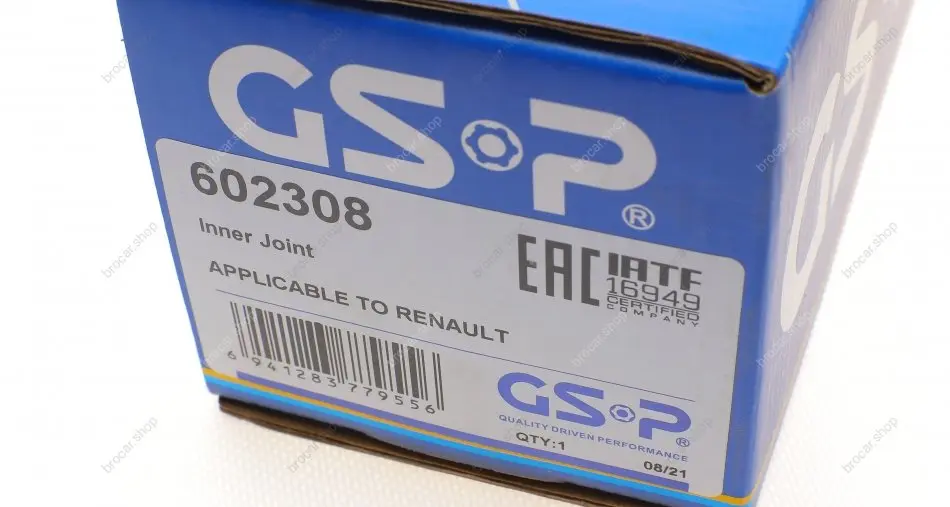 GSP®
602308
Inner Joint
APPLICABLE TO RENAULT
EAC
IATF
16949
CERTIFIED
COMPANY
6 941283 779556
GSP®
QUALITY DRIVEN PERFORMANCE
QTY:1
08/21
brocar.shop